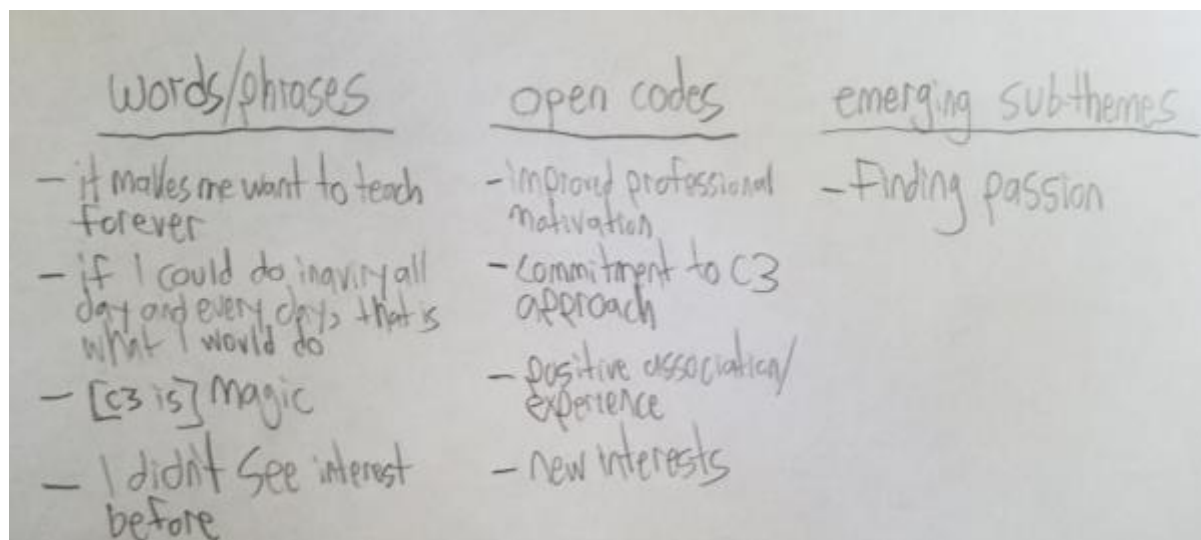 words/phrases
- it makes me want to teach
forever
- if I could do inquiry all
day and every day, that is
what I would do
- [c3 is] magic
- I didn't see interest
before
open codes
- improved professional
motivation
- commitment to C3
approach
- positive association/
experience
- new interests
emerging subthemes
- Finding passion